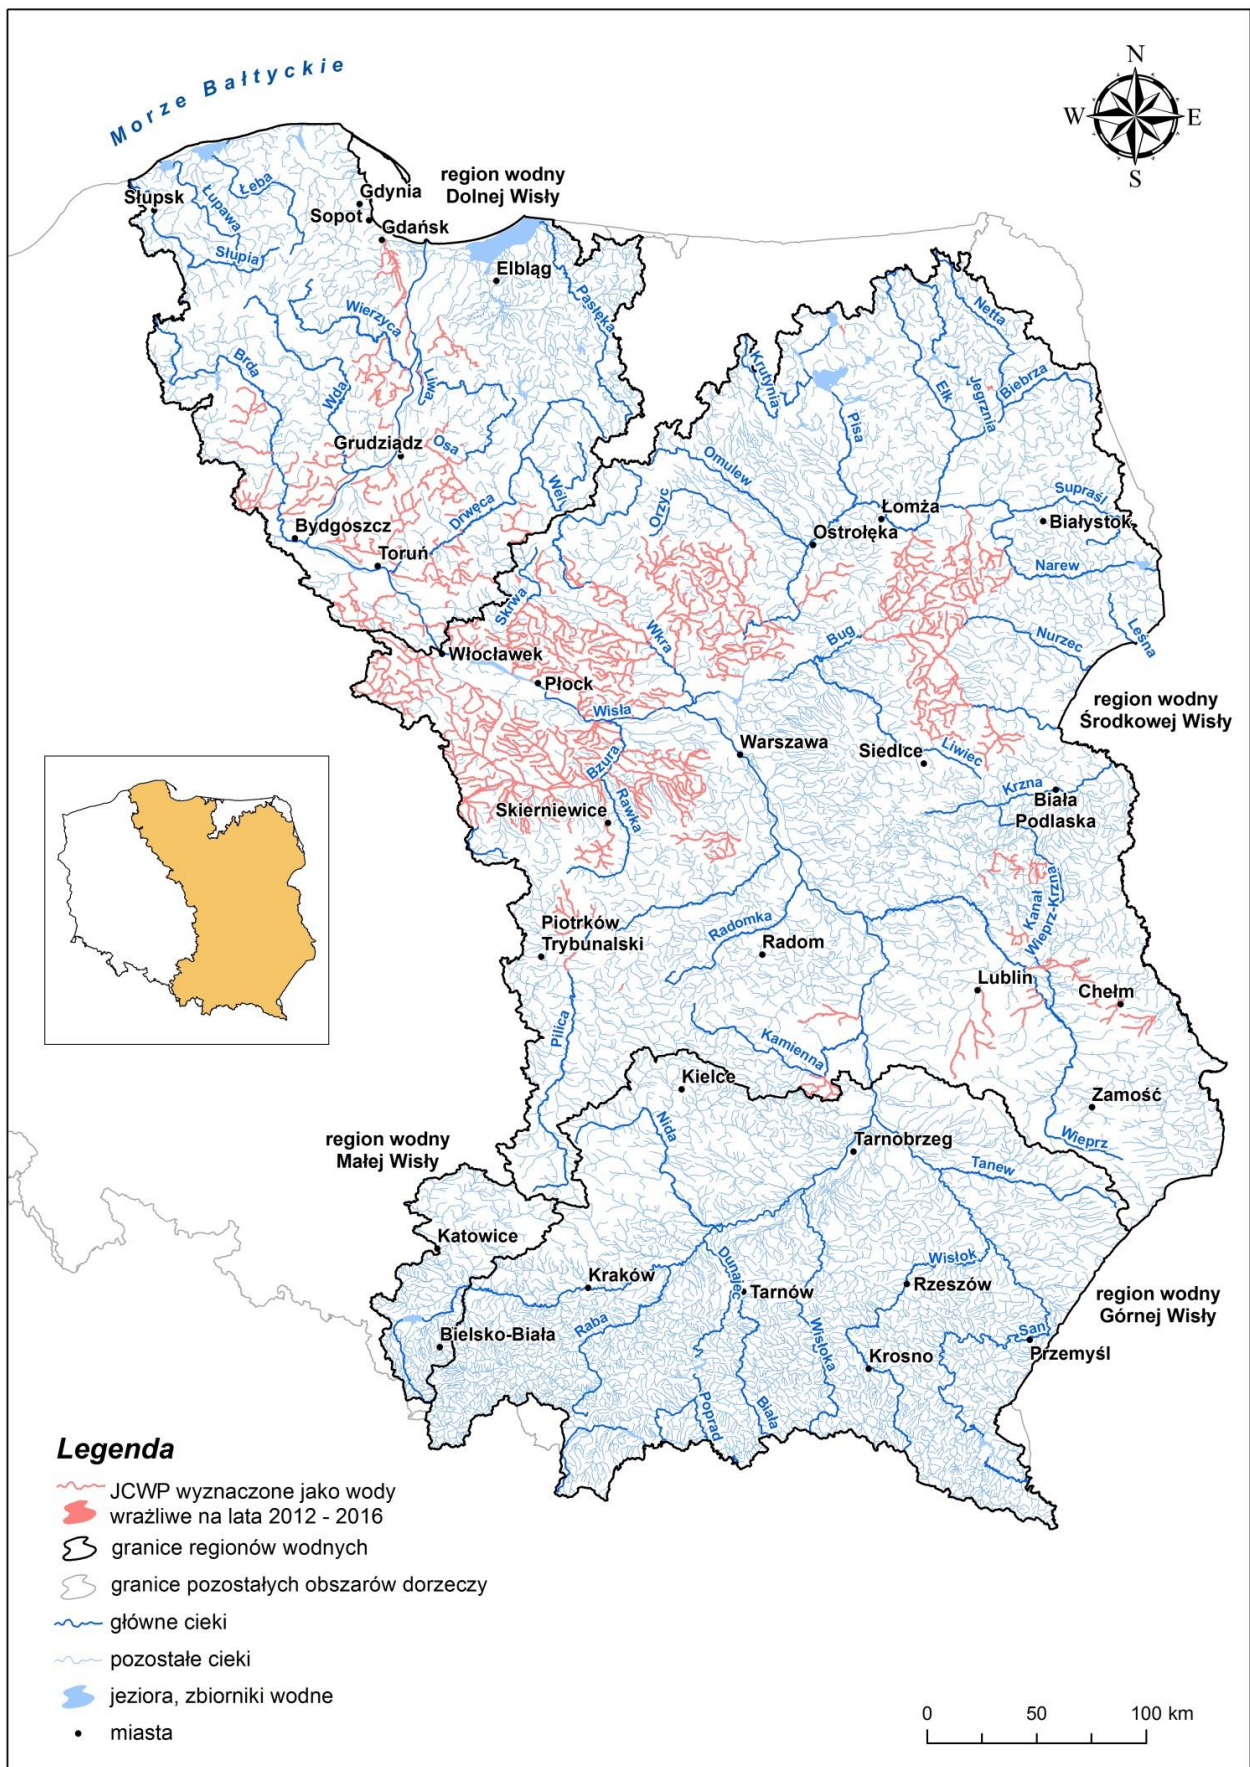 N
W E
S
Morze Bałtyckie
region wodny
Dolnej Wisły
Słupsk
Łupawa
Łeba
Gdynia
Sopot
Gdańsk
Słupia
Elbląg
Pasłęka
Wierzyca
Brda
Wda
Liwa
Grudziądz
Osa
Wel
Drwęca
Bydgoszcz
Toruń
Netta
Krutynia
Ełk
Jegrznia
Biebrza
Pisa
Omulew
Orzyc
Łomża
Ostrołęka
Supraśl
Białystok
Narew
Skrwa
Wkra
Bug
Nurzec
Leśna
Włocławek
Płock
Wisła
region wodny
Środkowej Wisły
Warszawa
Siedlce
Liwiec
Bzura
Rawka
Skierniewice
Krzna
Biała
Podlaska
Kanał
Wieprz-Krzna
Piotrków
Trybunalski
Radomka
Radom
Lublin
Chełm
Pilica
Kamienna
Kielce
Zamość
Wieprz
region wodny
Małej Wisły
Nida
Tarnobrzeg
Tanew
Katowice
Wisłok
Kraków
Dunajec
Tarnów
Rzeszów
region wodny
Górnej Wisły
Raba
Bielsko-Biała
Wisłoka
San
Przemyśl
Krosno
Poprad
Biała
Legenda
JCWP wyznaczone jako wody
wrażliwe na lata 2012 - 2016
granice regionów wodnych
granice pozostałych obszarów dorzeczy
główne cieki
pozostałe cieki
jeziora, zbiorniki wodne
miasta
0 50 100 km